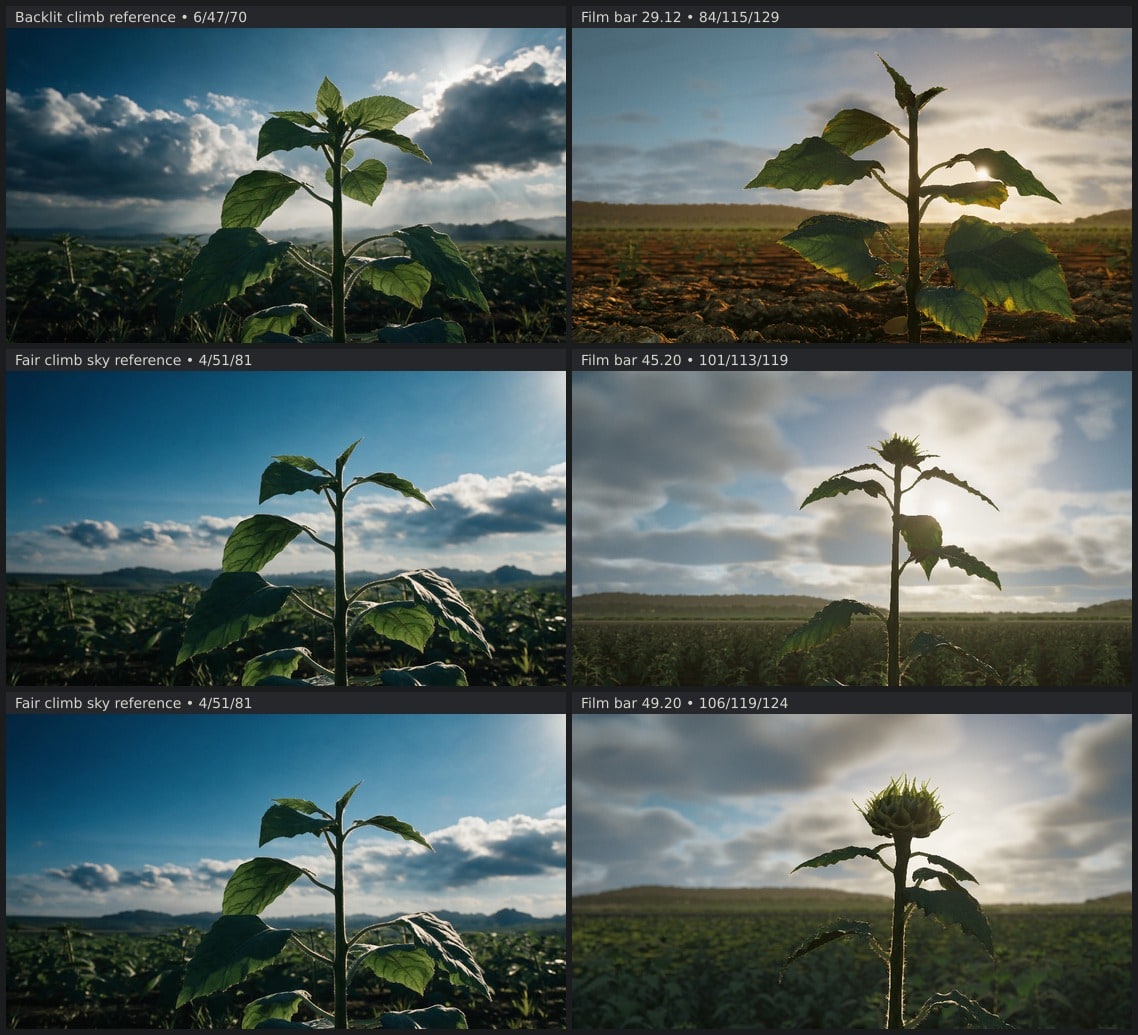 Backlit climb reference • 6/47/70
Film bar 29.12 • 84/115/129
Fair climb sky reference • 4/51/81
Film bar 45.20 • 101/113/119
Fair climb sky reference • 4/51/81
Film bar 49.20 • 106/119/124